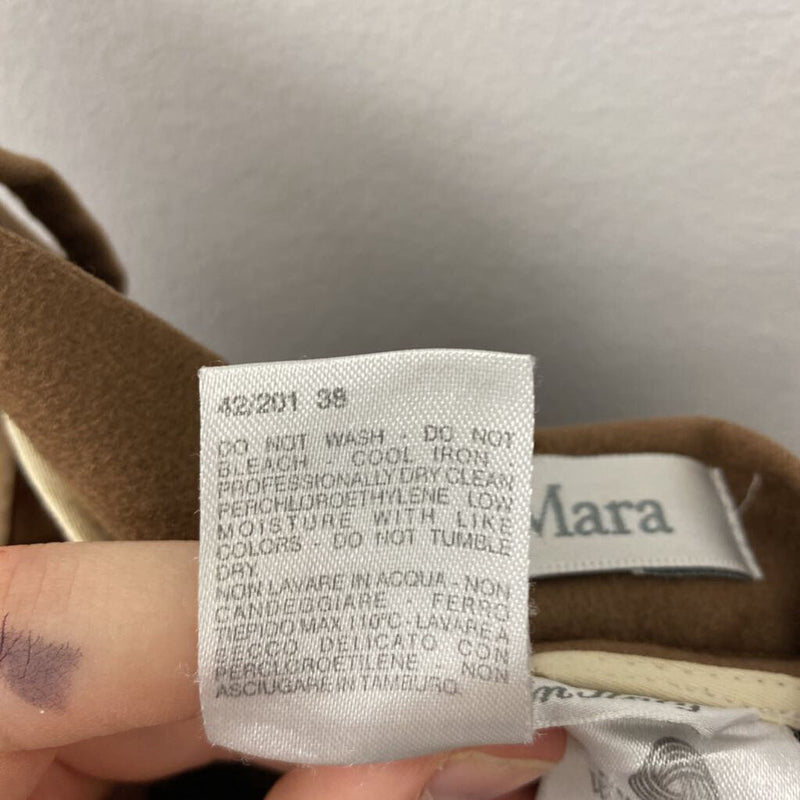 42/201 38
DO NOT WASH - DO NOT
BLEACH - COOL IRON -
PROFESSIONALLY DRY CLEAN
PERCHLOROETHYLENE LOW
MOISTURE WITH LIKE
COLORS - DO NOT TUMBLE
DRY
NON LAVARE IN ACQUA - NON
CANDEGGIARE - FERRO
TIEPIDO MAX 110°C - LAVARE A
SECCO DELICATO CON
PERCLOROETILENE - NON
ASCIUGARE IN TAMBURO
Mara